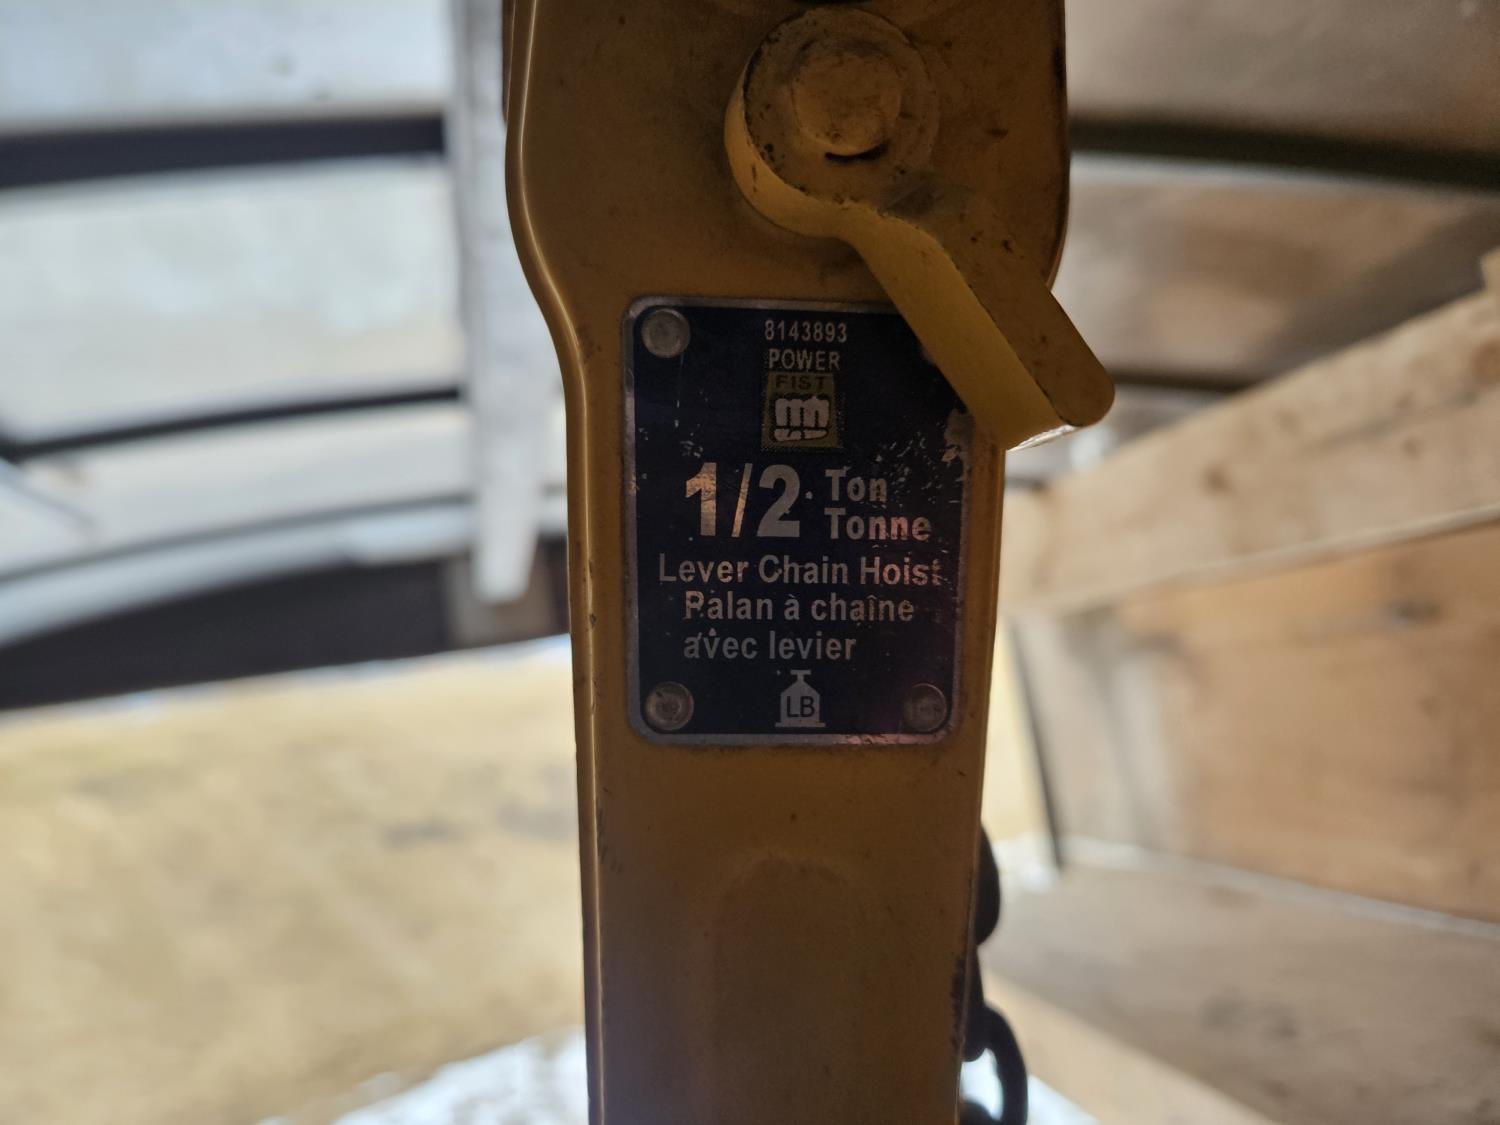 8143893
POWER
FIST
1/2 Ton
Tonne
Lever Chain Hoist
Palan à chaîne
avec levier
LB